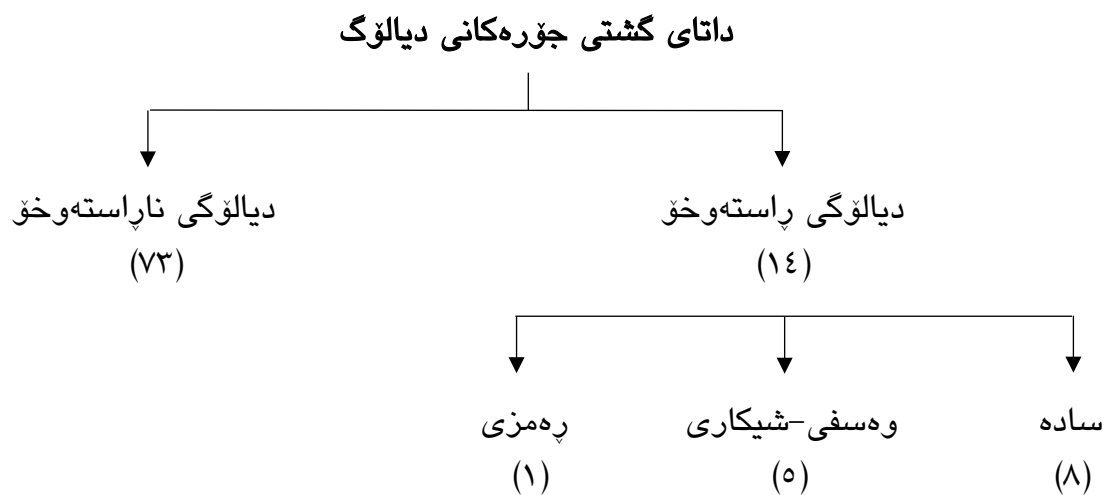 داتای گشتی جۆرەکانی دیالۆگ
دیالۆگی ڕاستەوخۆ
(١٤)
دیالۆگی ناڕاستەوخۆ
(٧٣)
سادە
(٨)
وەسفی-شیکاری
(٥)
ڕەمزی
(١)